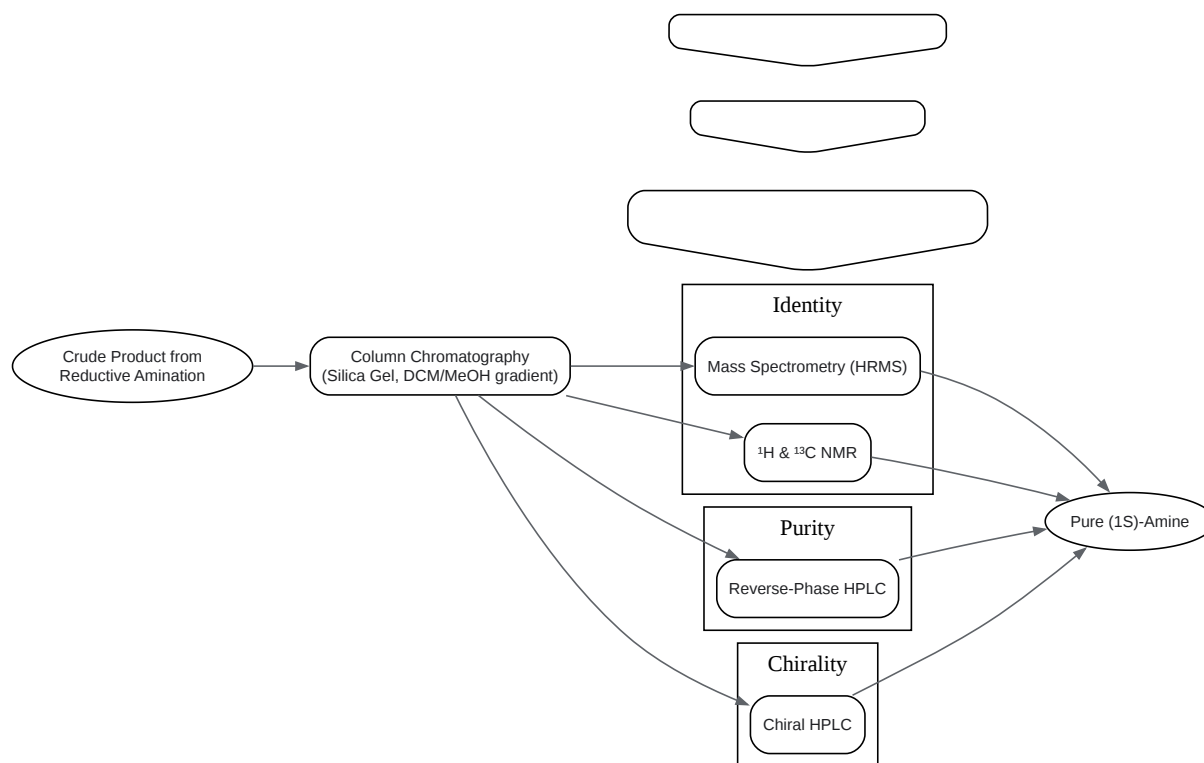 Crude Product from
Reductive Amination
Column Chromatography
(Silica Gel, DCM/MeOH gradient)
Identity
Mass Spectrometry (HRMS)
¹H & ¹³C NMR
Purity
Reverse-Phase HPLC
Chirality
Chiral HPLC
Pure (1S)-Amine